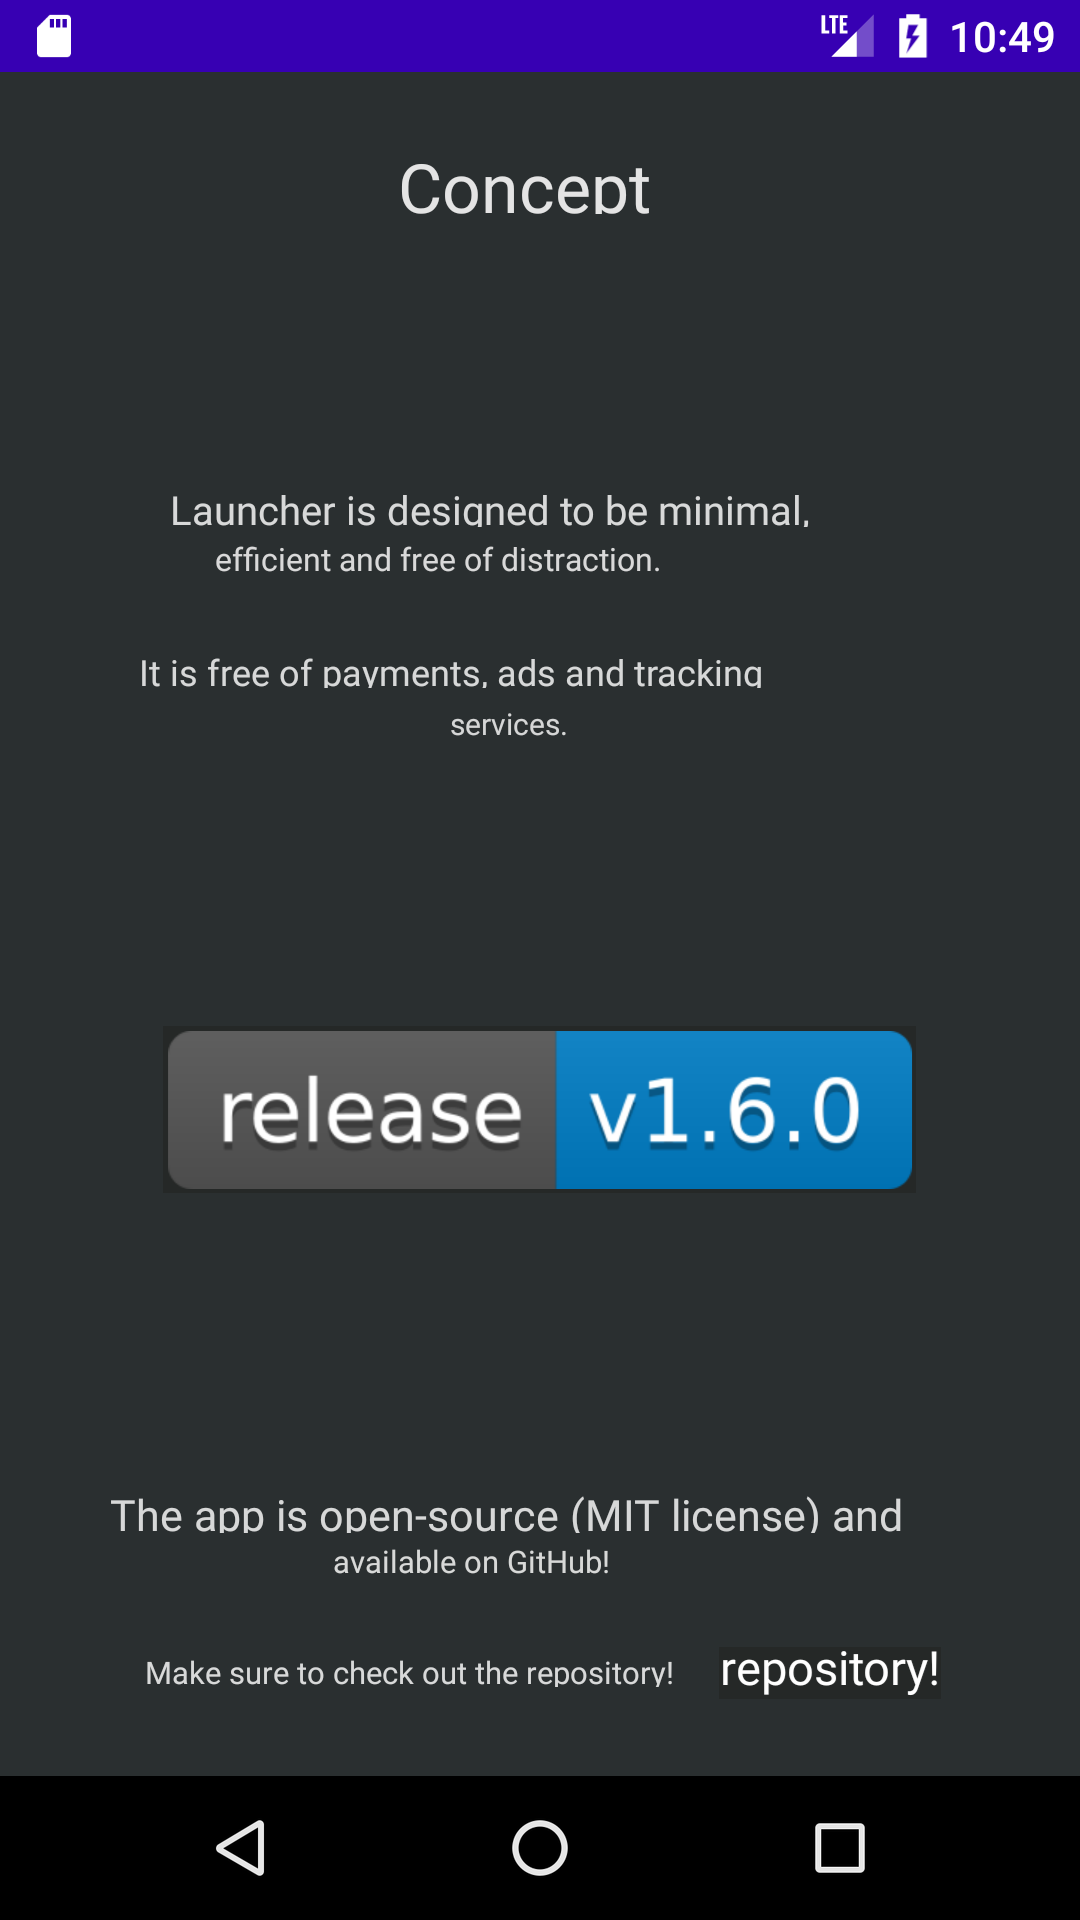 LTE 10:49
Concept
Launcher is designed to be minimal,
efficient and free of distraction.
It is free of payments, ads and tracking
services.
release v1.6.0
The app is open-source (MIT license) and
available on GitHub!
Make sure to check out the repository! repository!